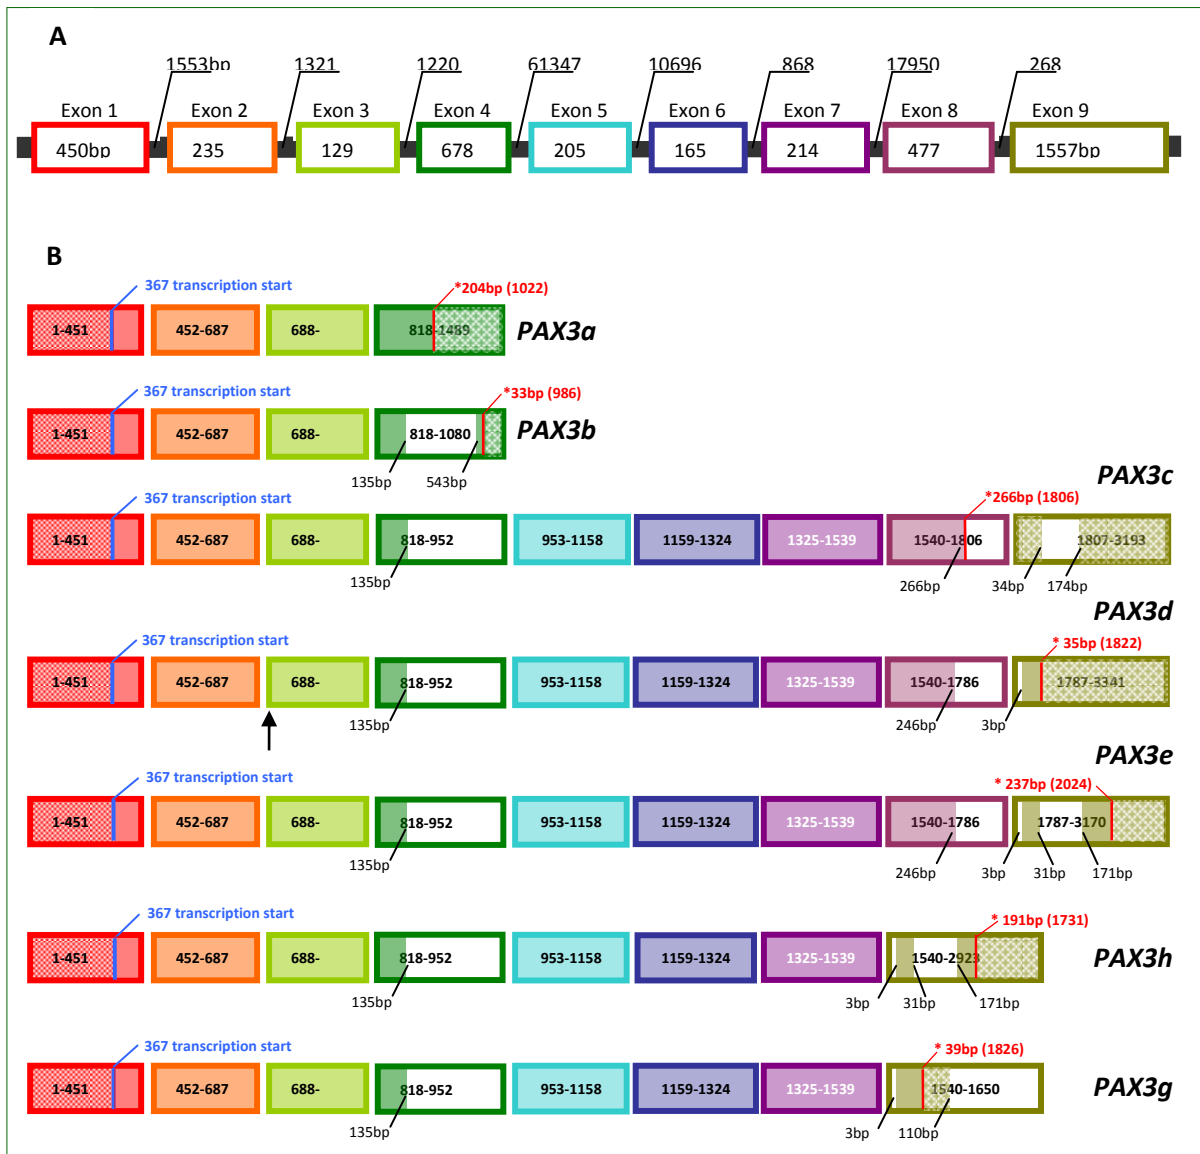 A
1553bp 1321 1220 61347 10696 868 17950 268
Exon 1 Exon 2 Exon 3 Exon 4 Exon 5 Exon 6 Exon 7 Exon 8 Exon 9
450bp 235 129 678 205 165 214 477 1557bp
B
367 transcription start *204bp (1022)
1-451 452-687 688- 818-1489 PAX3a
367 transcription start *33bp (986)
1-451 452-687 688- 818-1080 PAX3b
135bp 543bp
PAX3c
367 transcription start *266bp (1806)
1-451 452-687 688- 818-952 953-1158 1159-1324 1325-1539 1540-1806 1807-3193
135bp 266bp 34bp 174bp
PAX3d
367 transcription start * 35bp (1822)
1-451 452-687 688- 818-952 953-1158 1159-1324 1325-1539 1540-1786 1787-3341
135bp 246bp 3bp
PAX3e
367 transcription start * 237bp (2024)
1-451 452-687 688- 818-952 953-1158 1159-1324 1325-1539 1540-1786 1787-3170
135bp 246bp 3bp 31bp 171bp
367 transcription start * 191bp (1731)
1-451 452-687 688- 818-952 953-1158 1159-1324 1325-1539 1540-2923 PAX3h
135bp 3bp 31bp 171bp
367 transcription start * 39bp (1826)
1-451 452-687 688- 818-952 953-1158 1159-1324 1325-1539 1540-1650 PAX3g
135bp 3bp 110bp